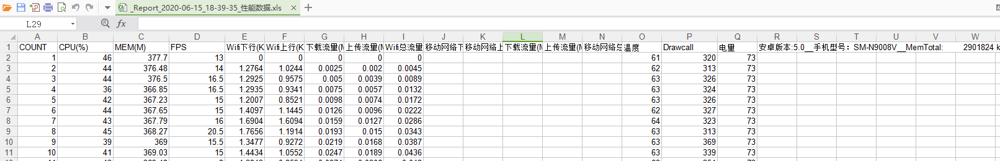 _Report_2020-06-15_18-39-35_性能数据.xls
L29 fx
A B C D E F G H I J K L M N O P Q R S T U V W
1 COUNT CPU(%) MEM(M) FPS Wifi下行(K Wifi上行(K 下载流量(M 上传流量(M Wifi总流量 移动网络下 移动网络上 下载流量(M 上传流量(M 移动网络总 温度 Drawcall 电量 安卓版本:5.0__手机型号: SM-N9008V__MemTotal: 2901824 k
2 1 46 377.7 13 0 0 0 0 0 61 320 73
3 2 44 376.48 14 1.2764 1.0244 0.0025 0.002 0.0045 62 313 73
4 3 44 376.5 16.5 1.2925 0.9575 0.005 0.0039 0.0089 63 326 73
5 4 36 366.85 16.5 1.2935 0.9341 0.0075 0.0057 0.0132 63 324 73
6 5 42 367.23 15 1.2007 0.8521 0.0098 0.0074 0.0172 63 326 73
7 6 44 367.65 15 1.4097 1.1445 0.0126 0.0096 0.0222 62 327 73
8 7 43 367.79 16 1.6904 1.6094 0.0159 0.0127 0.0286 64 323 73
9 8 45 368.27 20.5 1.7656 1.1914 0.0193 0.015 0.0343 63 313 73
10 9 39 369 15.5 1.3477 0.9272 0.0219 0.0168 0.0387 63 369 73
11 10 41 369.03 15 1.4434 1.0552 0.0247 0.0189 0.0436 63 339 73